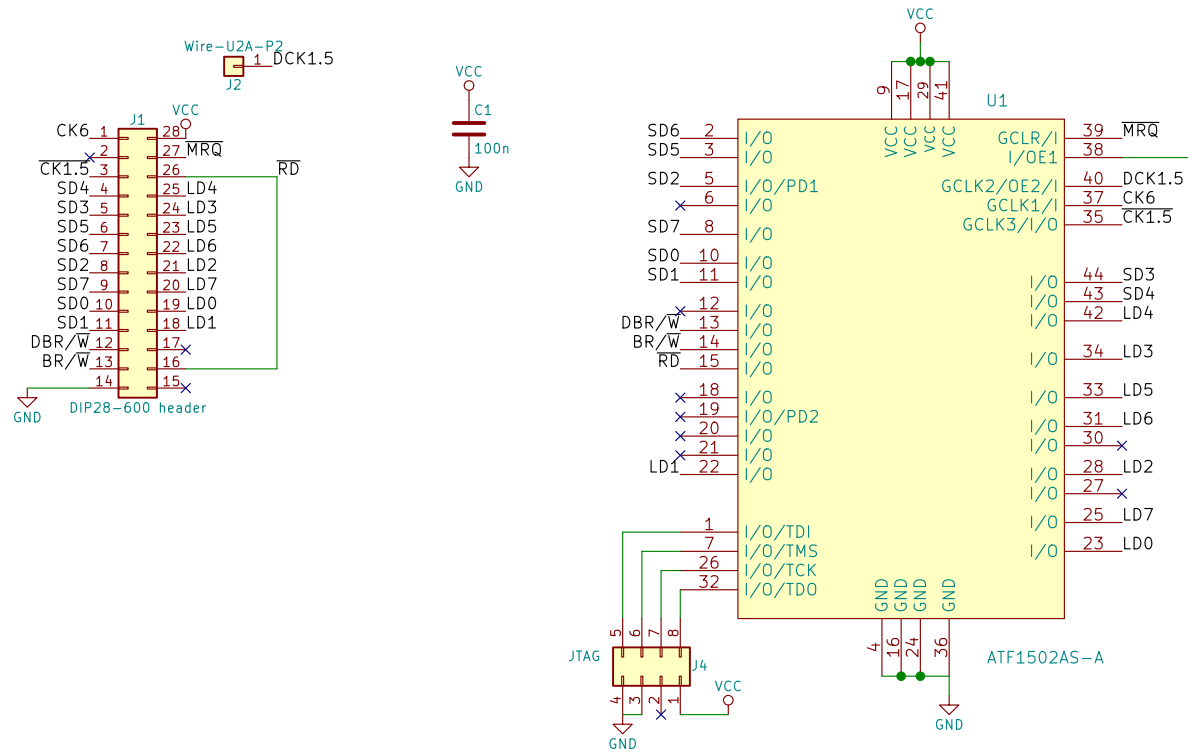 Wire-U2A-P2
1 DCK1.5
J2
J1
VCC
CK6 1 28
2 27 M̅R̅Q̅
C̅K̅1̅.̅5̅ 3 26 R̅D̅
SD4 4 25 LD4
SD3 5 24 LD3
SD5 6 23 LD5
SD6 7 22 LD6
SD2 8 21 LD2
SD7 9 20 LD7
SD0 10 19 LD0
SD1 11 18 LD1
DBR/W̅ 12 17
BR/W̅ 13 16
14 15
GND
DIP28-600 header
VCC
C1
100n
GND
VCC
9 17 29 41
U1
VCC VCC VCC VCC
SD6 2 I/O
SD5 3 I/O
SD2 5 I/O/PD1
6 I/O
SD7 8 I/O
SD0 10 I/O
SD1 11 I/O
12 I/O
DBR/W̅ 13 I/O
BR/W̅ 14 I/O
R̅D̅ 15 I/O
18 I/O
19 I/O/PD2
20 I/O
21 I/O
LD1 22 I/O
1 I/O/TDI
7 I/O/TMS
26 I/O/TCK
32 I/O/TDO
GCLR/I 39 M̅R̅Q̅
I/OE1 38
GCLK2/OE2/I 40 DCK1.5
GCLK1/I 37 CK6
GCLK3/I/O 35 C̅K̅1̅.̅5̅
I/O 44 SD3
I/O 43 SD4
I/O 42 LD4
I/O 34 LD3
I/O 33 LD5
I/O 31 LD6
I/O 30
I/O 28 LD2
I/O 27
I/O 25 LD7
I/O 23 LD0
GND GND GND GND
4 16 24 36
ATF1502AS-A
GND
5 6 7 8
JTAG
J4
4 3 2 1
VCC
GND